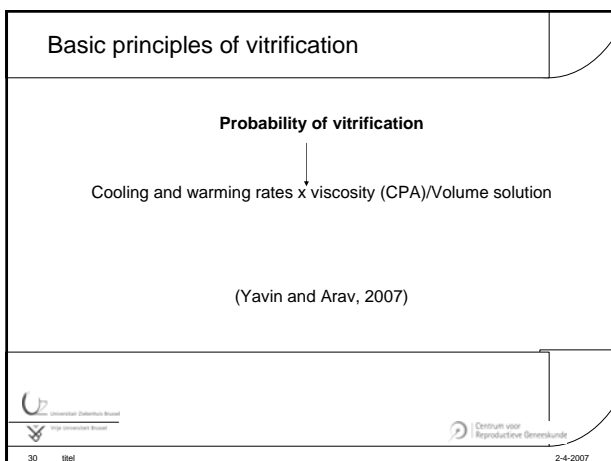 Basic principles of vitrification
Probability of vitrification
Cooling and warming rates x viscosity (CPA)/Volume solution
(Yavin and Arav, 2007)
Universitair Ziekenhuis Brussel
Vrije Universiteit Brussel
Centrum voor
Reproductieve Geneeskunde
30 titel 2-4-2007